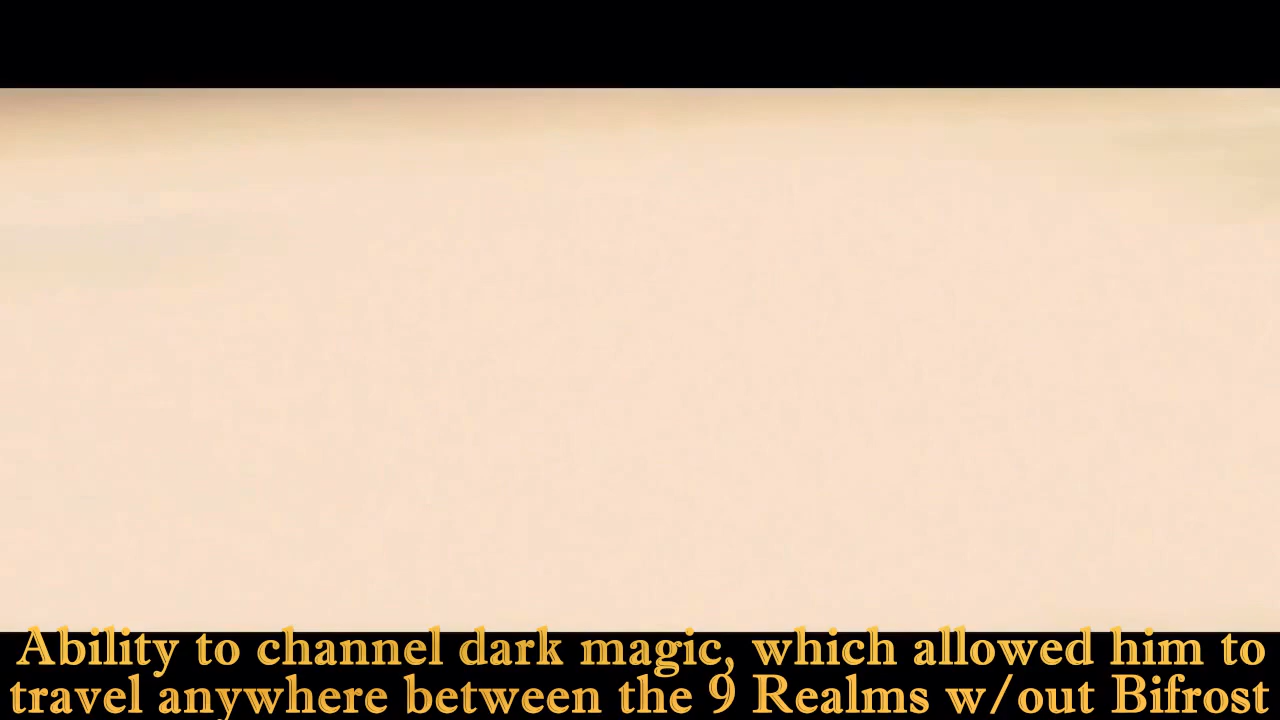 Ability to channel dark magic, which allowed him to
travel anywhere between the 9 Realms w/out Bifrost